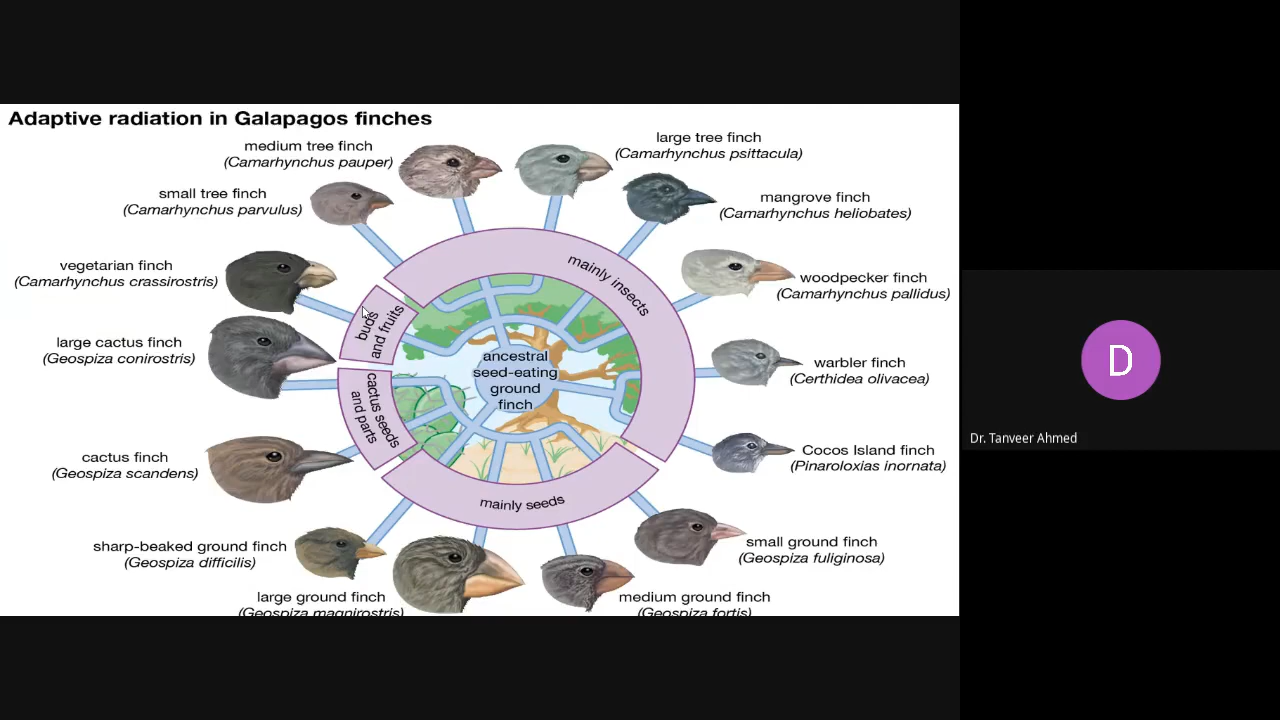 Adaptive radiation in Galapagos finches
medium tree finch
(Camarhynchus pauper)
large tree finch
(Camarhynchus psittacula)
small tree finch
(Camarhynchus parvulus)
mangrove finch
(Camarhynchus heliobates)
vegetarian finch
(Camarhynchus crassirostris)
woodpecker finch
(Camarhynchus pallidus)
large cactus finch
(Geospiza conirostris)
warbler finch
(Certhidea olivacea)
cactus finch
(Geospiza scandens)
Cocos Island finch
(Pinaroloxias inornata)
sharp-beaked ground finch
(Geospiza difficilis)
small ground finch
(Geospiza fuliginosa)
large ground finch
(Geospiza magnirostris)
medium ground finch
(Geospiza fortis)
mainly insects
buds
and fruits
cactus seeds
and parts
mainly seeds
ancestral
seed-eating
ground
finch
D
Dr. Tanveer Ahmed